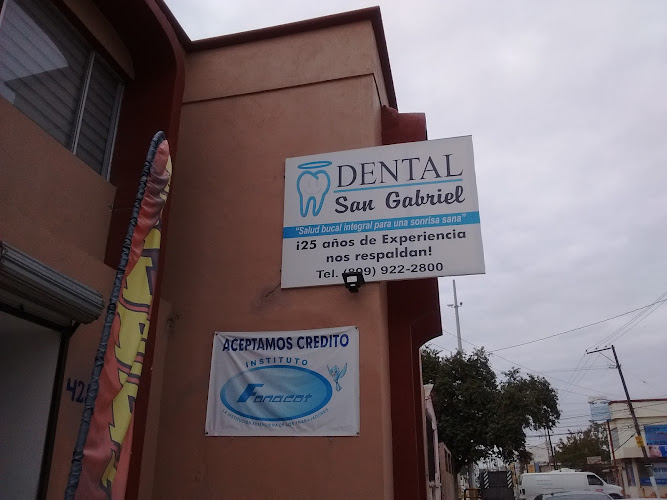 DENTAL
San Gabriel
"Salud bucal integral para una sonrisa sana"
¡25 años de Experiencia
nos respaldan!
Tel. (899) 922-2800
ACEPTAMOS CREDITO
INSTITUTO
Fonacot